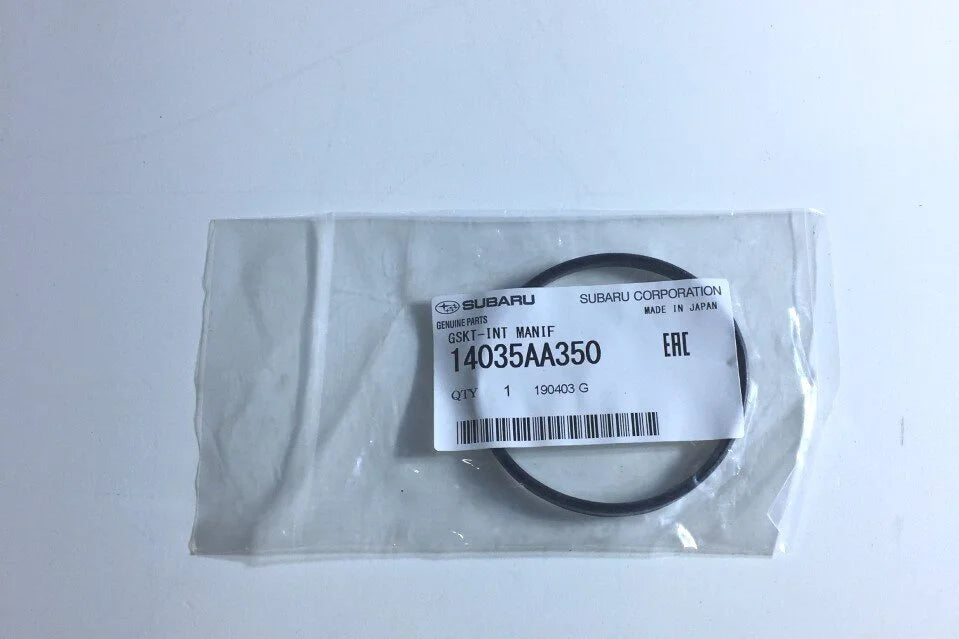 SUBARU SUBARU CORPORATION
GENUINE PARTS MADE IN JAPAN
GSKT-INT MANIF
14035AA350 EAC
QTY 1 190403 G